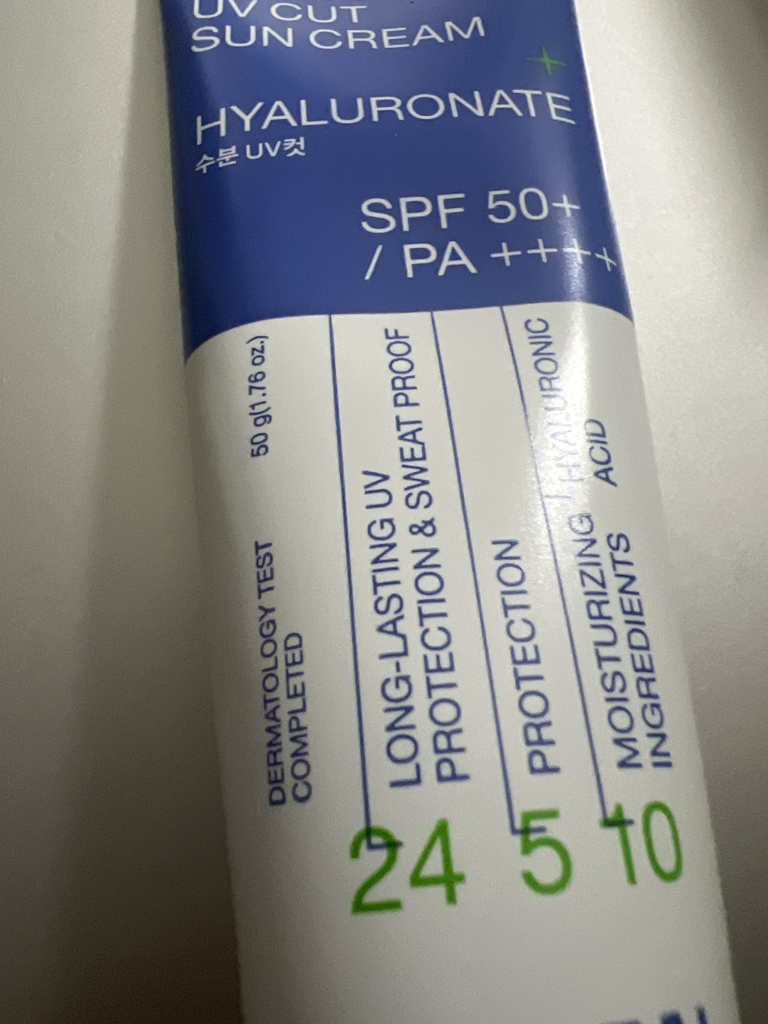 UV CUT
SUN CREAM
+
HYALURONATE
수분 UV컷
SPF 50+
/ PA ++++
50 g(1.76 oz.)
DERMATOLOGY TEST
COMPLETED
24
LONG-LASTING UV
PROTECTION & SWEAT PROOF
5
PROTECTION
10
MOISTURIZING / HYALURONIC
INGREDIENTS ACID